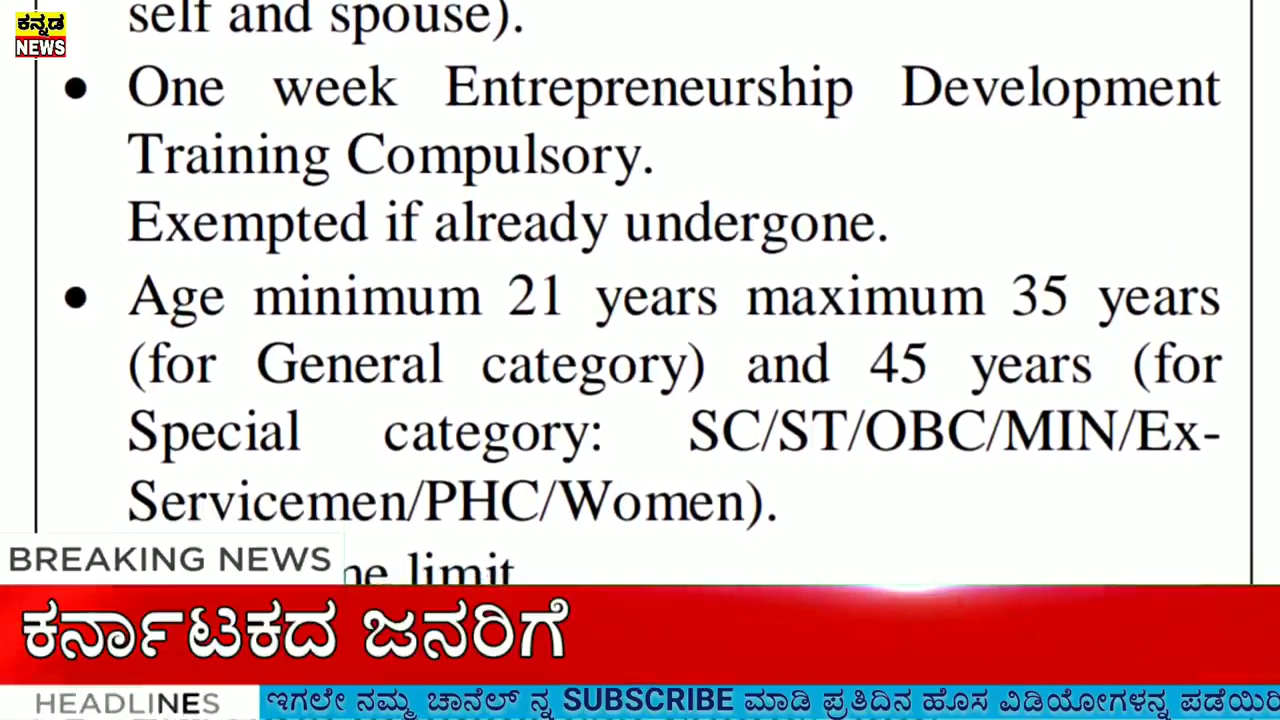 ಕನ್ನಡ
NEWS
self and spouse).
• One week Entrepreneurship Development
Training Compulsory.
Exempted if already undergone.
• Age minimum 21 years maximum 35 years
(for General category) and 45 years (for
Special category: SC/ST/OBC/MIN/Ex-
Servicemen/PHC/Women).
limit
BREAKING NEWS
ಕರ್ನಾಟಕದ ಜನರಿಗೆ
HEADLINES
ಇಗಲೇ ನಮ್ಮ ಚಾನೆಲ್ ನ್ನ SUBSCRIBE ಮಾಡಿ ಪ್ರತಿದಿನ ಹೊಸ ವಿಡಿಯೋಗಳನ್ನ